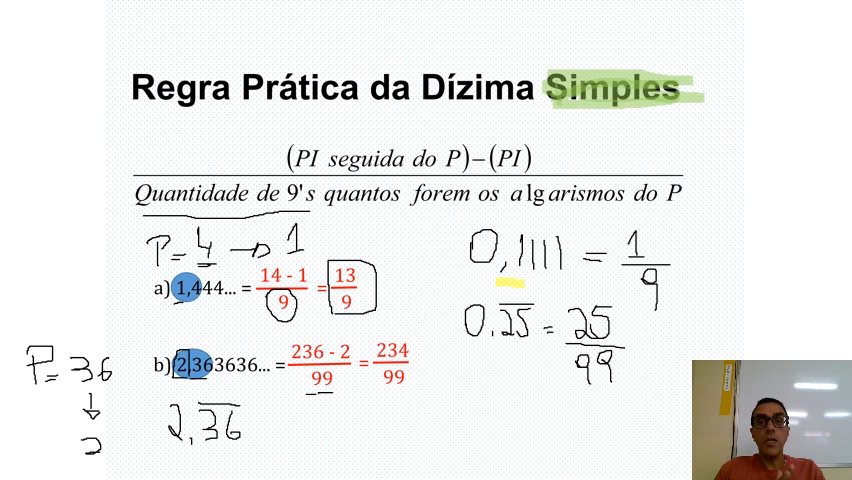 Regra Prática da Dízima Simples
(PI seguida do P)−(PI)
Quantidade de 9's quantos forem os algarismos do P
P= 4 → 1
a) 1,444... = 14 - 1 / 9 = 13 / 9
b) 2,363636... = 236 - 2 / 99 = 234 / 99
P= 36
↓
2
2,36
0,1111 = 1 / 9
0.25 = 25 / 99